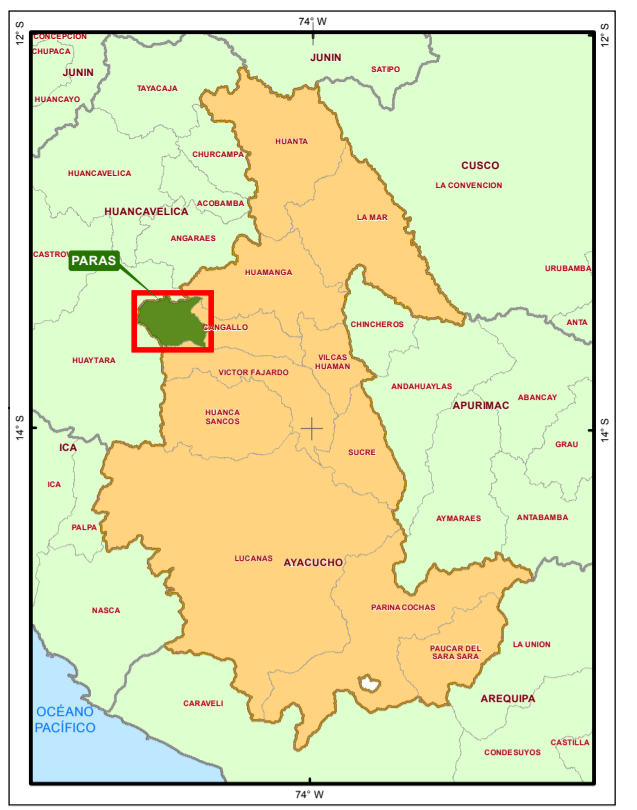 74° W
12° S
12° S
CONCEPCION
CHUPACA
JUNIN
JUNIN
SATIPO
TAYACAJA
HUANCAYO
HUANTA
CHURCAMPA
CUSCO
HUANCAVELICA
LA CONVENCION
ACOBAMBA
HUANCAVELICA
LA MAR
ANGARAES
CASTROV
PARAS
HUAMANGA
URUBAMBA
CHINCHEROS
ANTA
CANGALLO
HUAYTARA
VILCAS
HUAMAN
VICTOR FAJARDO
ANDAHUAYLAS
ABANCAY
APURIMAC
HUANCA
SANCOS
14° S
14° S
GRAU
ICA
SUCRE
ICA
AYMARAES
ANTABAMBA
PALPA
LUCANAS
AYACUCHO
NASCA
PARINACOCHAS
PAUCAR DEL
SARA SARA
LA UNION
CARAVELI
AREQUIPA
OCÉANO
PACÍFICO
CASTILLA
CONDESUYOS
74° W